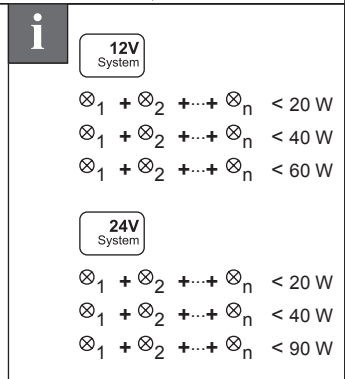 i
12V
System
⊗1 + ⊗2 +···+ ⊗n < 20 W
⊗1 + ⊗2 +···+ ⊗n < 40 W
⊗1 + ⊗2 +···+ ⊗n < 60 W
24V
System
⊗1 + ⊗2 +···+ ⊗n < 20 W
⊗1 + ⊗2 +···+ ⊗n < 40 W
⊗1 + ⊗2 +···+ ⊗n < 90 W